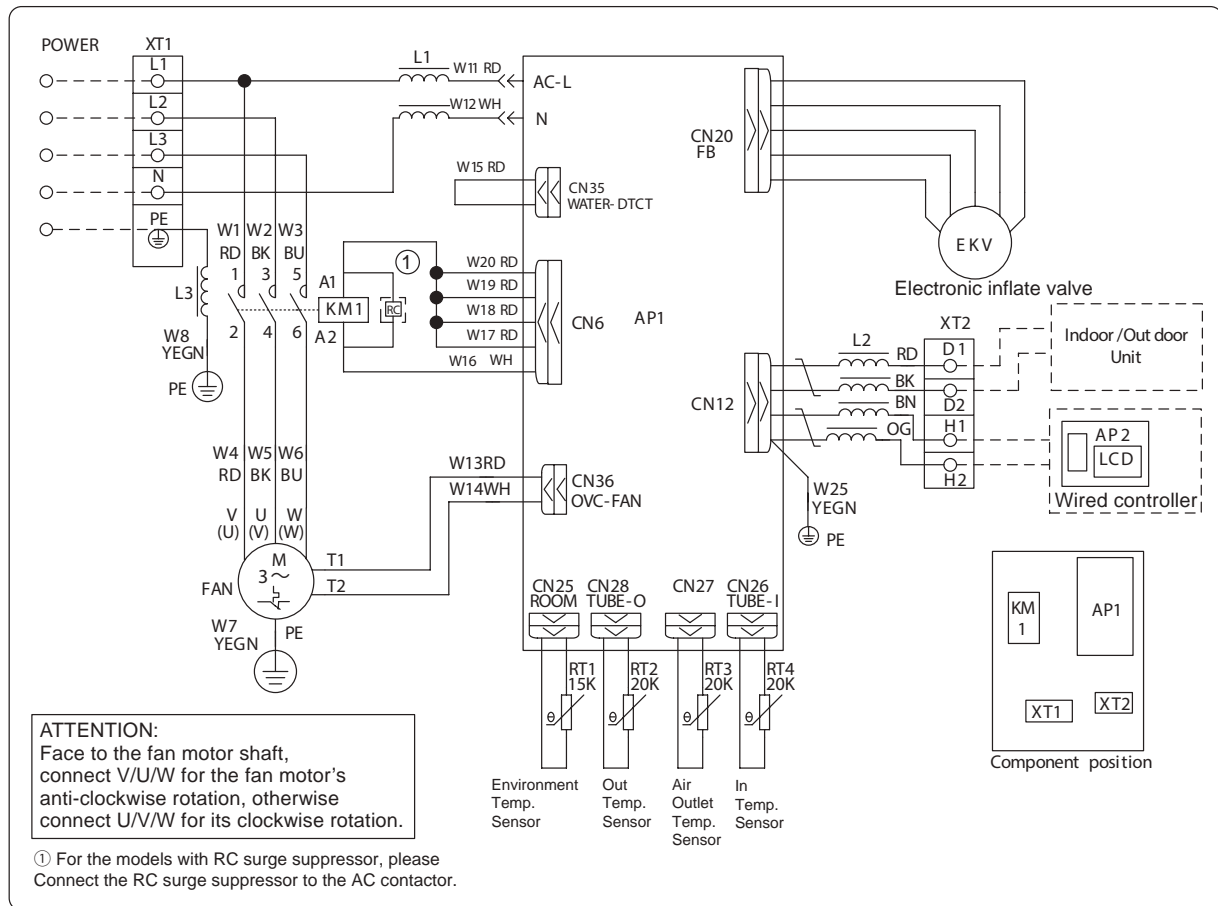 POWER
XT1
L1
L2
L3
N
PE
L1
W11 RD
W12 WH
AC-L
N
W15 RD
CN35
WATER- DTCT
CN20
FB
EKV
Electronic inflate valve
W1 W2 W3
RD BK BU
1 3 5
2 4 6
L3
W8
YEGN
PE
A1
KM1
A2
①
RC
W20 RD
W19 RD
W18 RD
W17 RD
W16 WH
CN6
AP1
CN12
L2
RD
BK
BN
OG
XT2
D1
D2
H1
H2
Indoor /Out door
Unit
AP2
LCD
Wired controller
W25
YEGN
PE
W4 W5 W6
RD BK BU
V U W
(U) (V) (W)
M
3 ~
FAN
T1
T2
W13RD
W14WH
CN36
OVC-FAN
W7
YEGN
PE
CN25
ROOM
CN28
TUBE-O
CN27
CN26
TUBE-I
RT1
15K
RT2
20K
RT3
20K
RT4
20K
θ θ θ θ
Environment
Temp.
Sensor
Out
Temp.
Sensor
Air
Outlet
Temp.
Sensor
In
Temp.
Sensor
KM
1
AP1
XT1
XT2
Component position
ATTENTION:
Face to the fan motor shaft,
connect V/U/W for the fan motor's
anti-clockwise rotation, otherwise
connect U/V/W for its clockwise rotation.
① For the models with RC surge suppressor, please
Connect the RC surge suppressor to the AC contactor.